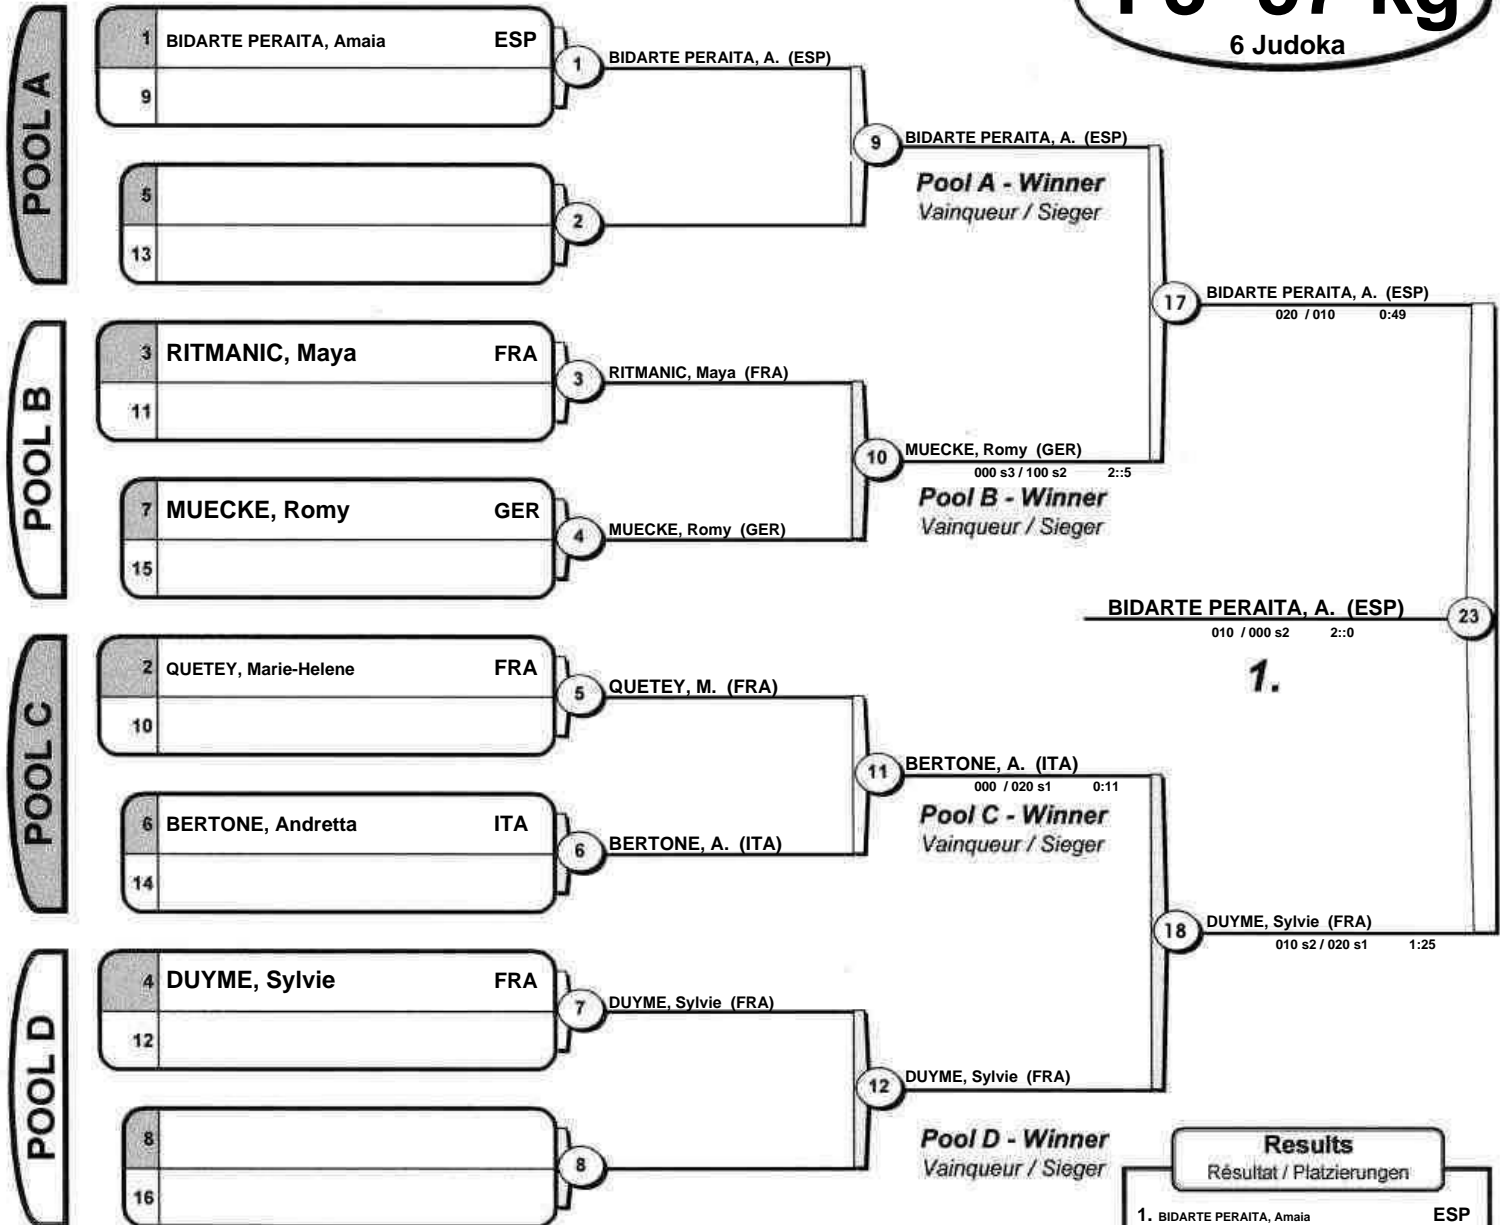 6 Judoka
POOL A
1 BIDARTE PERAITA, Amaia ESP
9
5
13
1 BIDARTE PERAITA, A. (ESP)
2
9 BIDARTE PERAITA, A. (ESP)
Pool A - Winner
Vainqueur / Sieger
POOL B
3 RITMANIC, Maya FRA
11
7 MUECKE, Romy GER
15
3 RITMANIC, Maya (FRA)
4 MUECKE, Romy (GER)
10 MUECKE, Romy (GER)
000 s3 / 100 s2 2::5
Pool B - Winner
Vainqueur / Sieger
17 BIDARTE PERAITA, A. (ESP)
020 / 010 0:49
BIDARTE PERAITA, A. (ESP) 23
010 / 000 s2 2::0
1.
POOL C
2 QUETEY, Marie-Helene FRA
10
6 BERTONE, Andretta ITA
14
5 QUETEY, M. (FRA)
6 BERTONE, A. (ITA)
11 BERTONE, A. (ITA)
000 / 020 s1 0:11
Pool C - Winner
Vainqueur / Sieger
18 DUYME, Sylvie (FRA)
010 s2 / 020 s1 1:25
POOL D
4 DUYME, Sylvie FRA
12
8
16
7 DUYME, Sylvie (FRA)
8
12 DUYME, Sylvie (FRA)
Pool D - Winner
Vainqueur / Sieger
Results
Résultat / Platzierungen
1. BIDARTE PERAITA, Amaia ESP